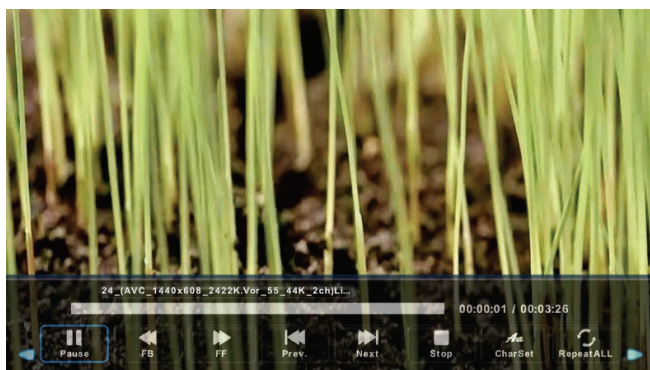 24_(AVC_1440x608_2422K.Vor_55_44K_2ch)Li...
00:00:01 / 00:03:26
Pause FB FF Prev. Next Stop CharSet RepeatALL